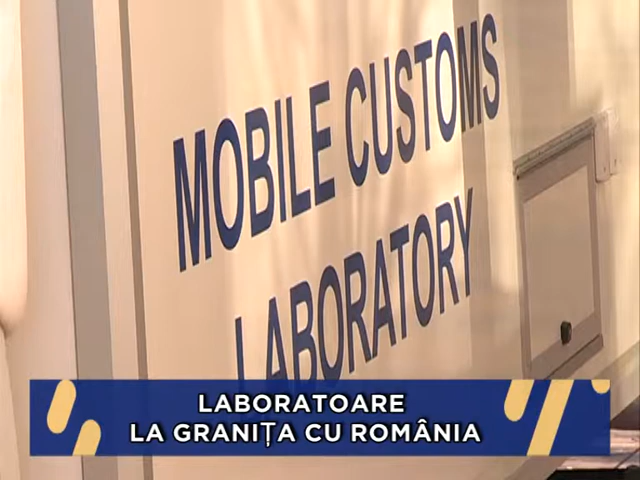 MOBILE CUSTOMS
LABORATORY
LABORATOARE
LA GRANIȚA CU ROMÂNIA